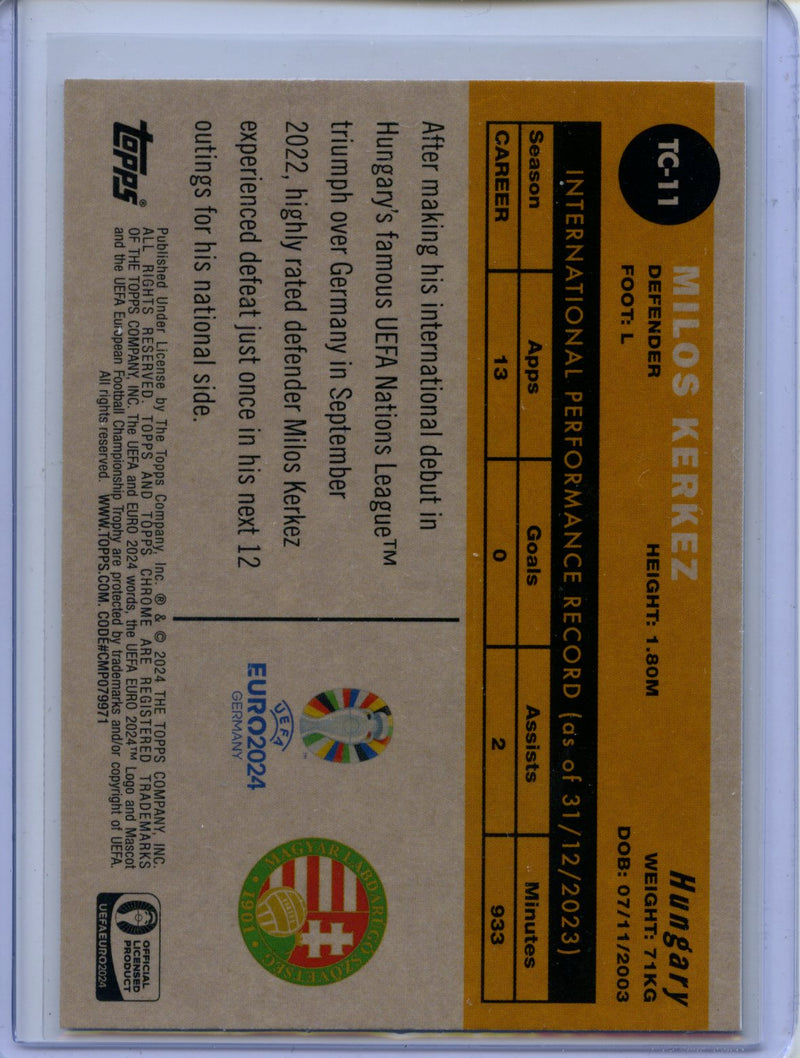 TC-11
MILOS KERKEZ
Hungary
DEFENDER
HEIGHT: 1.80M
WEIGHT: 71KG
FOOT: L
DOB: 07/11/2003
INTERNATIONAL PERFORMANCE RECORD (as of 31/12/2023)
Season Apps Goals Assists Minutes
CAREER 13 0 2 933
After making his international debut in
Hungary's famous UEFA Nations League™
triumph over Germany in September
2022, highly rated defender Milos Kerkez
experienced defeat just once in his next 12
outings for his national side.
UEFA
EURO2024
GERMANY
™
MAGYAR LABDARÚGÓ SZÖVETSÉG
• 1901 •
Topps®
Published Under License by The Topps Company, Inc. ® & © 2024 THE TOPPS COMPANY, INC.
ALL RIGHTS RESERVED. TOPPS AND TOPPS CHROME ARE REGISTERED TRADEMARKS
OF THE TOPPS COMPANY, INC. The UEFA and EURO 2024 words, the UEFA EURO 2024™ Logo and Mascot
and the UEFA European Football Championship Trophy are protected by trademarks and/or copyright of UEFA.
All rights reserved. WWW.TOPPS.COM. CODE#CMP079971
OFFICIAL
LICENSED
PRODUCT
UEFAEURO2024